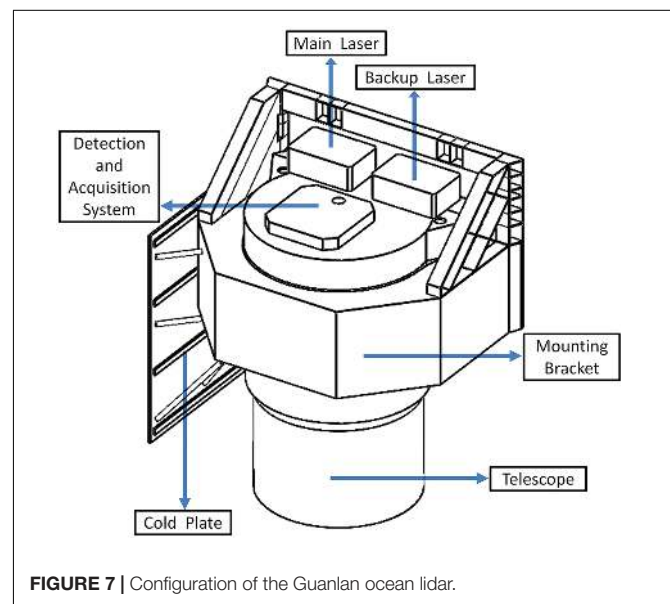 Main Laser
Backup Laser
Detection
and
Acquisition
System
Mounting
Bracket
Telescope
Cold Plate
FIGURE 7 | Configuration of the Guanlan ocean lidar.